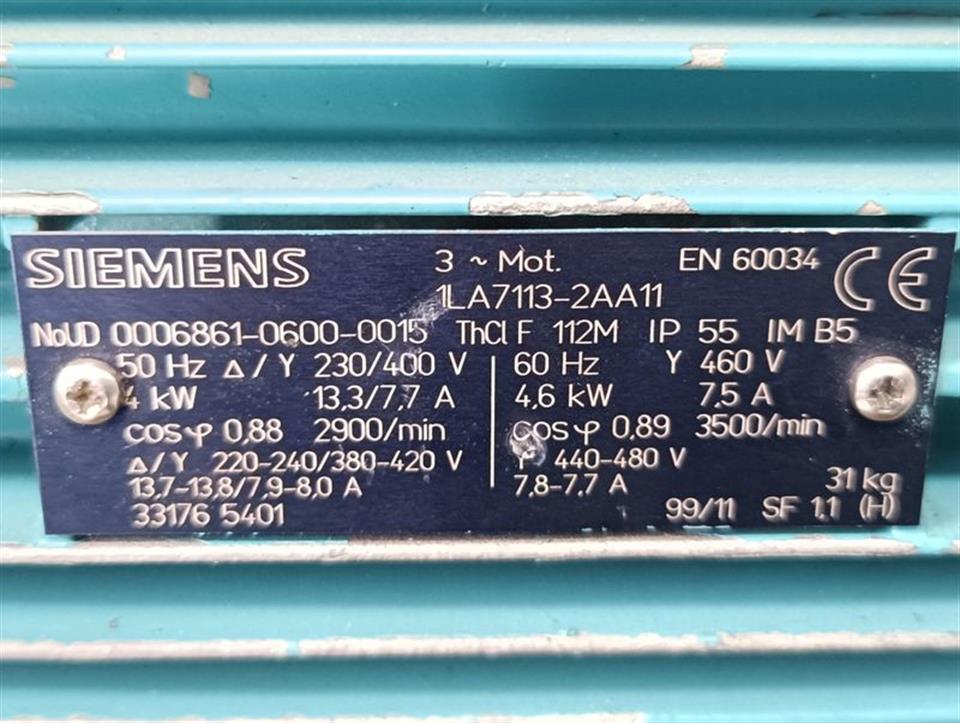 SIEMENS 3 ~ Mot. EN 60034 CE
1LA7113-2AA11
NoUD 0006861-0600-0015 ThCl F 112M IP 55 IM B5
50 Hz Δ/Y 230/400 V 60 Hz Y 460 V
4 kW 13,3/7,7 A 4,6 kW 7,5 A
cosφ 0,88 2900/min cosφ 0,89 3500/min
Δ/Y 220-240/380-420 V Y 440-480 V
13,7-13,8/7,9-8,0 A 7,8-7,7 A 31 kg
33176 5401 99/11 SF 1,1 (H)